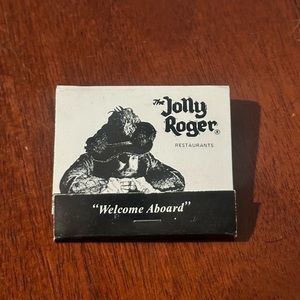 The Jolly
Roger®
RESTAURANTS
"Welcome Aboard"